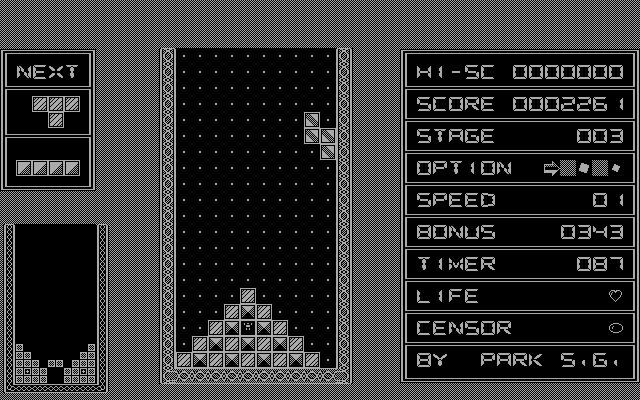 NEXT
HI-SC 0000000
SCORE 0002261
STAGE 003
OPTION
SPEED 01
BONUS 0343
TIMER 087
LIFE
CENSOR
BY PARK S.G.